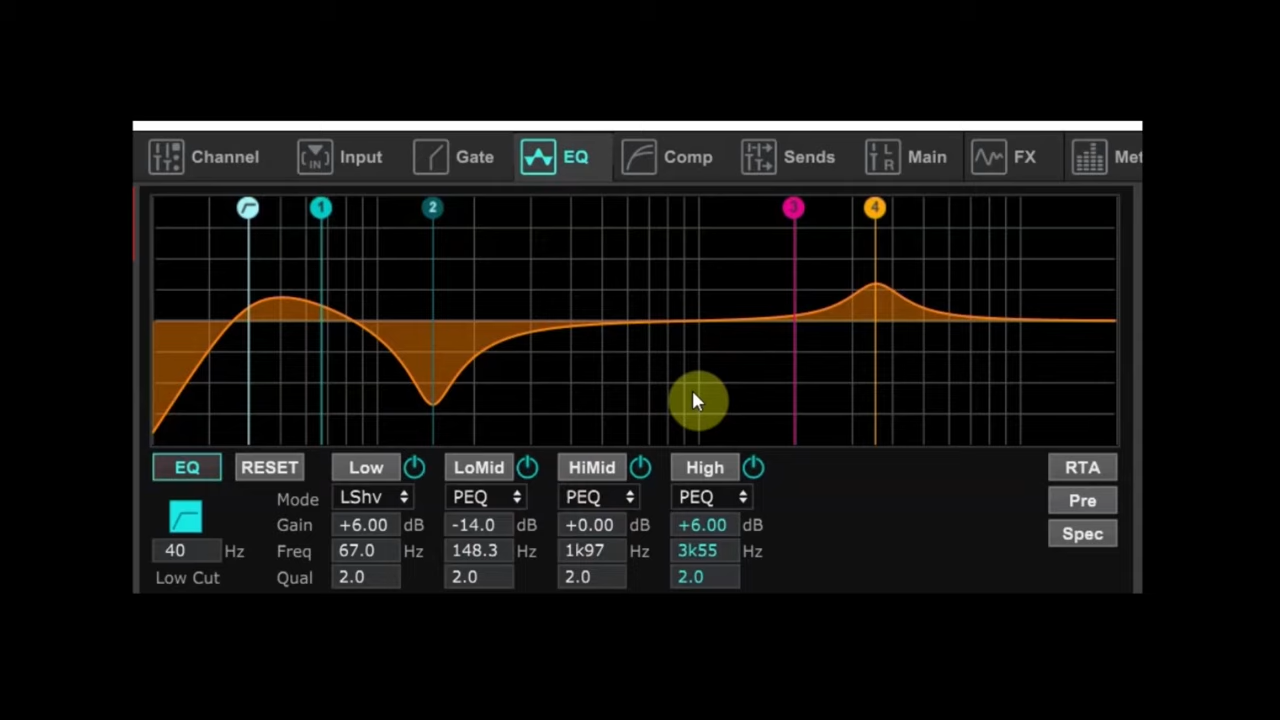 Channel Input Gate EQ Comp Sends Main FX Met
1 2 3 4
EQ RESET Low LoMid HiMid High RTA
Mode LShv PEQ PEQ PEQ Pre
Gain +6.00 dB -14.0 dB +0.00 dB +6.00 dB
40 Hz Freq 67.0 Hz 148.3 Hz 1k97 Hz 3k55 Hz Spec
Low Cut Qual 2.0 2.0 2.0 2.0